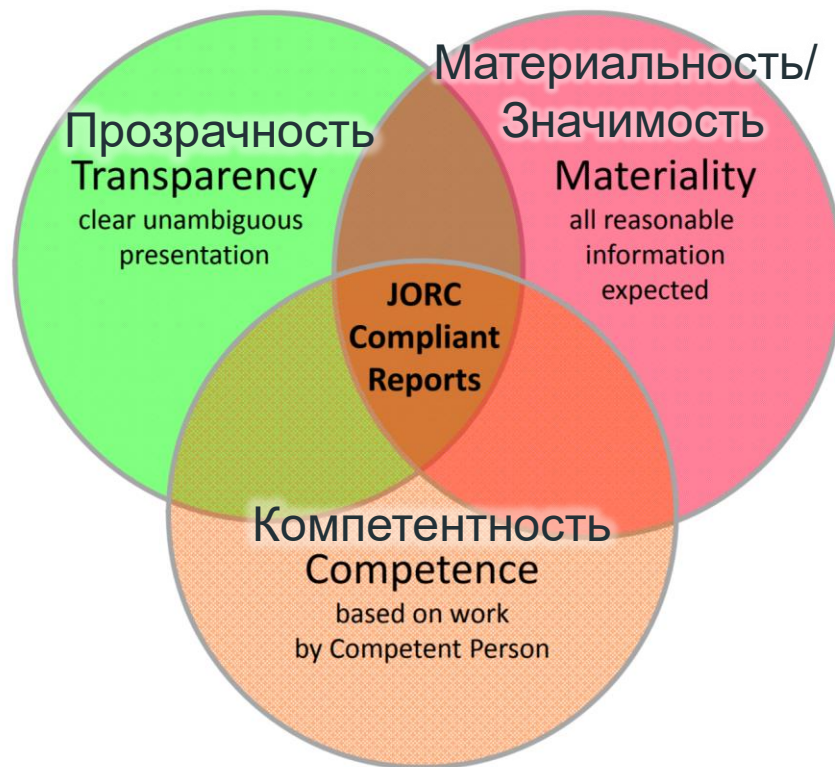 Прозрачность
Transparency
clear unambiguous
presentation
Материальность/
Значимость
Materiality
all reasonable
information
expected
JORC
Compliant
Reports
Компетентность
Competence
based on work
by Competent Person